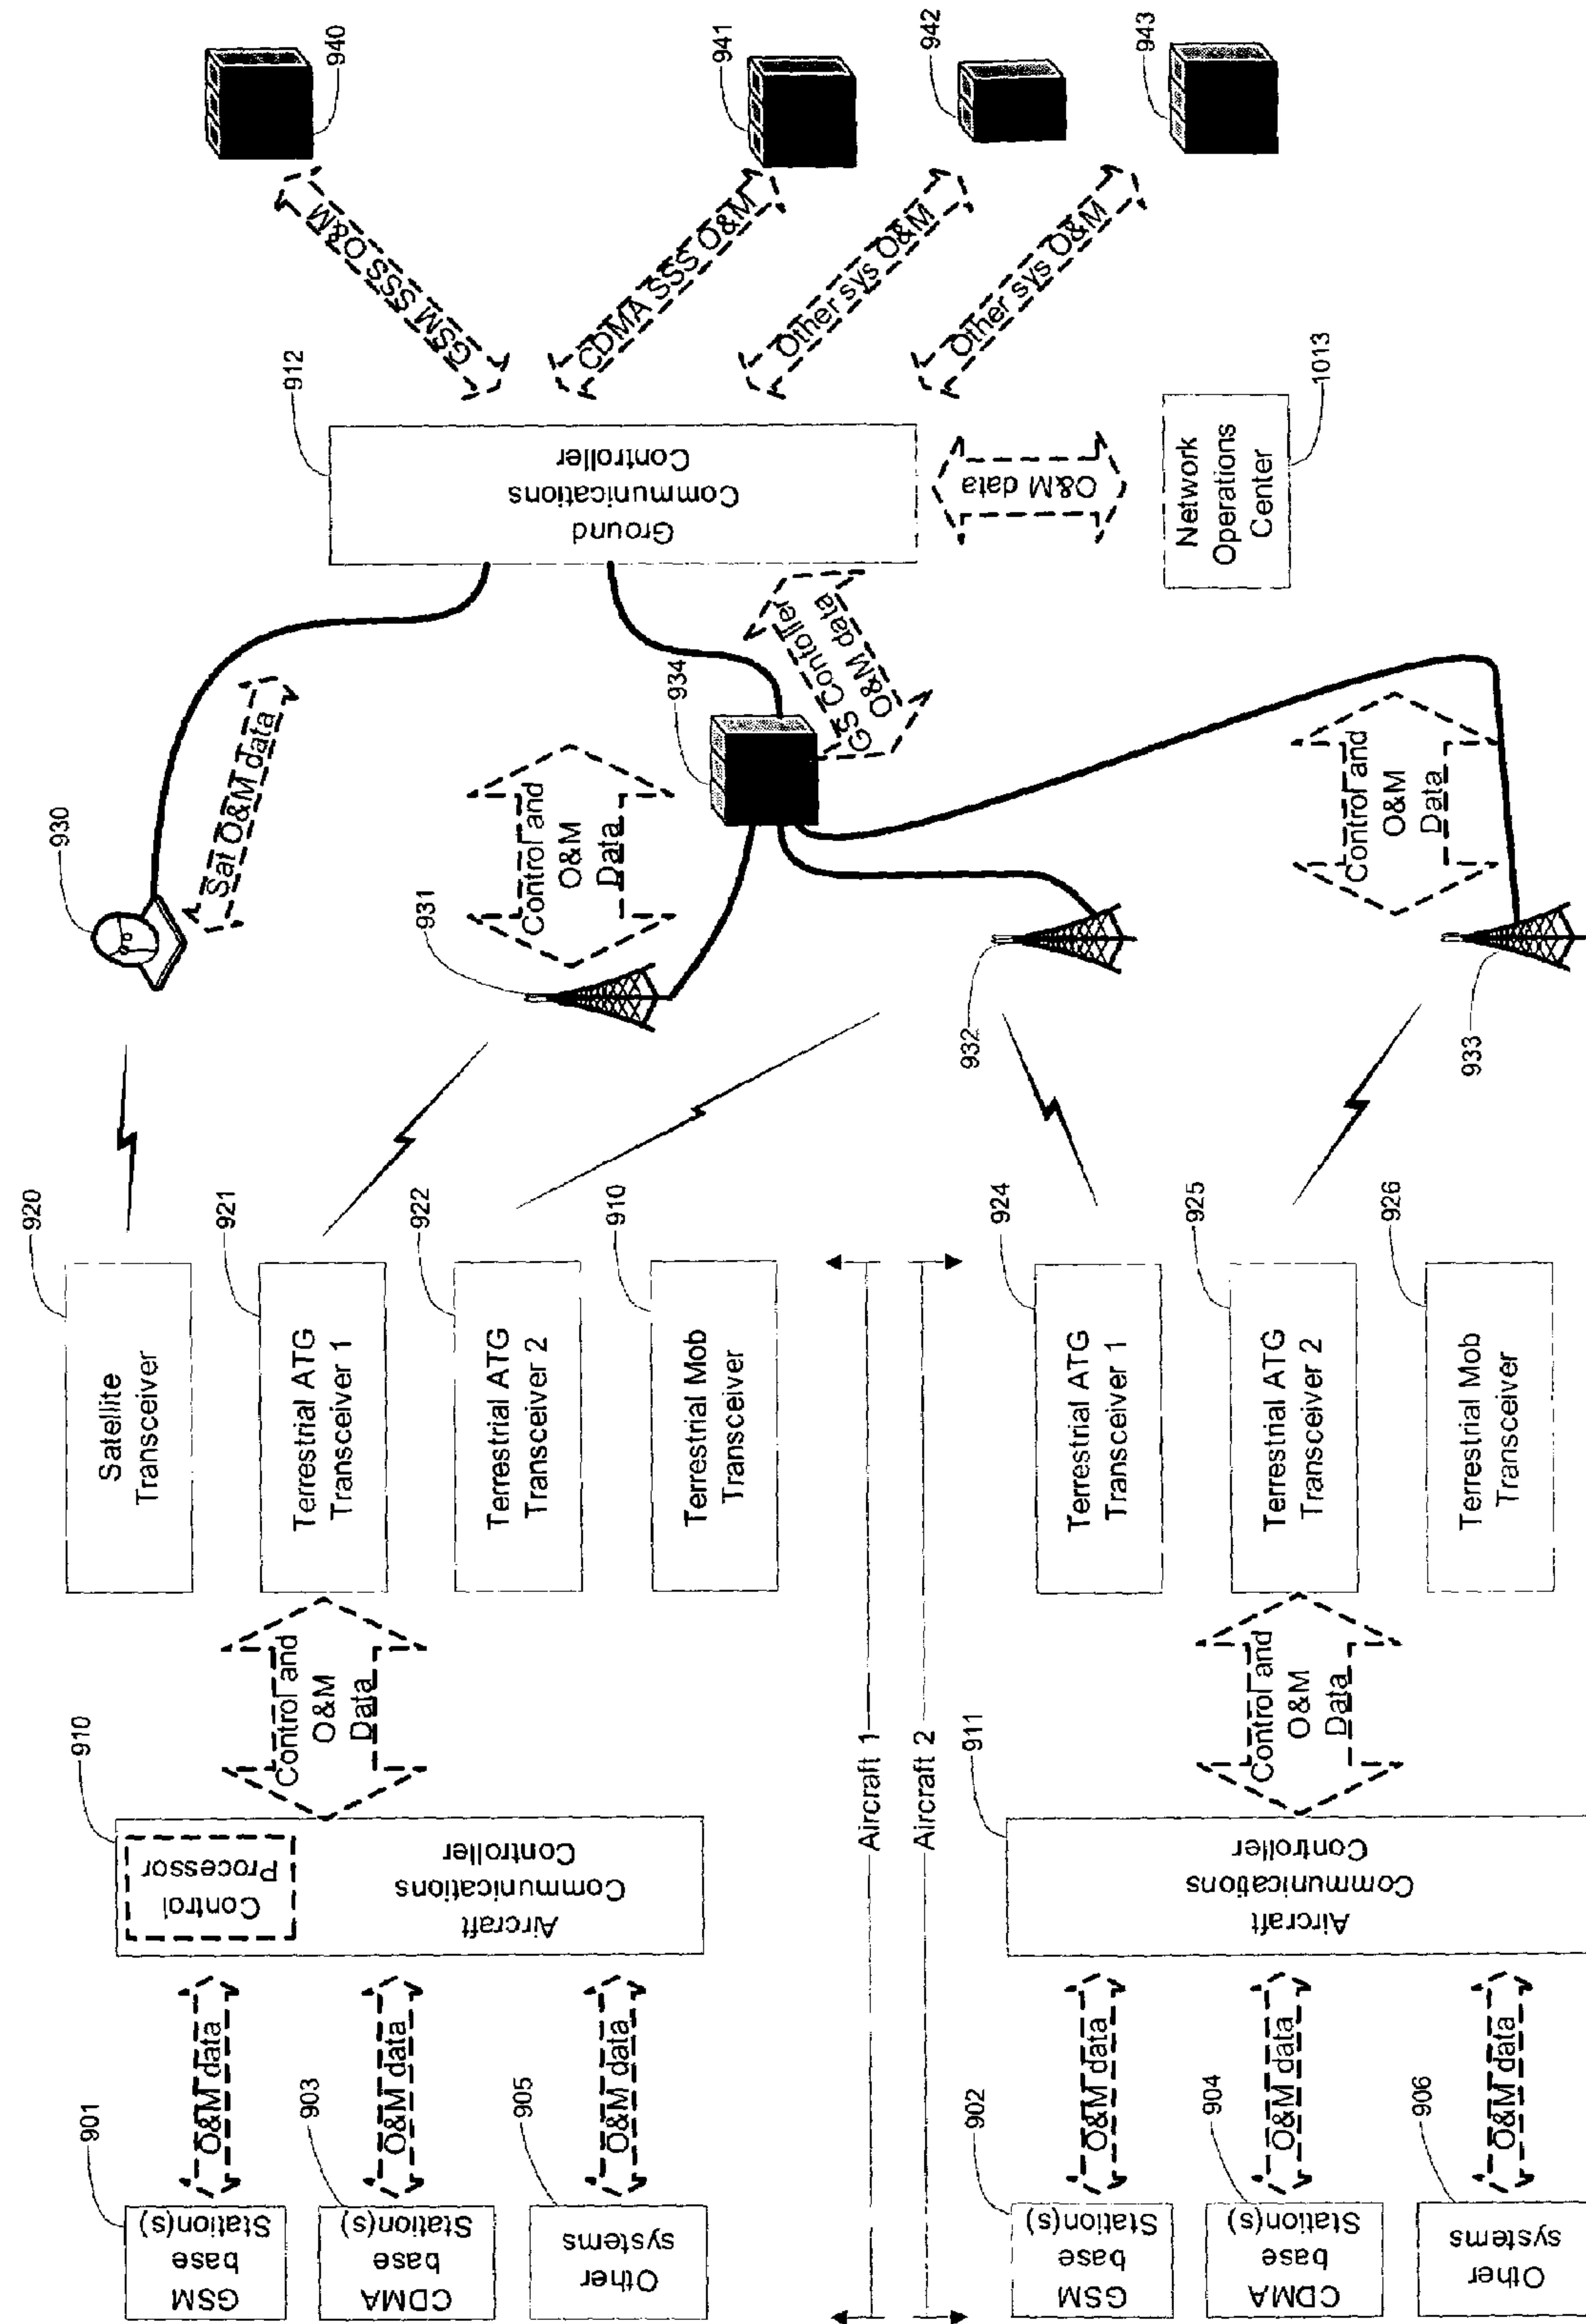 901
GSM
base
Station(s)
O&M data
903
CDMA
base
Station(s)
O&M data
905
Other
systems
O&M data
910
Control
Processor
Aircraft
Communications
Controller
Control and
O&M
Data
920
Satellite
Transceiver
921
Terrestrial ATG
Transceiver 1
922
Terrestrial ATG
Transceiver 2
910
Terrestrial Mob
Transceiver
Aircraft 1
Aircraft 2
902
GSM
base
Station(s)
O&M data
904
CDMA
base
Station(s)
O&M data
906
Other
systems
O&M data
911
Aircraft
Communications
Controller
Control and
O&M
Data
924
Terrestrial ATG
Transceiver 1
925
Terrestrial ATG
Transceiver 2
926
Terrestrial Mob
Transceiver
930
Sat O&M data
931
Control and
O&M
Data
932
933
Control and
O&M
Data
934
GS Contoller
O&M data
912
Ground
Communications
Controller
O&M data
Network
Operations
Center
1013
GSM SSS O&M
940
CDMA SSS O&M
941
Other sys O&M
942
Other sys O&M
943